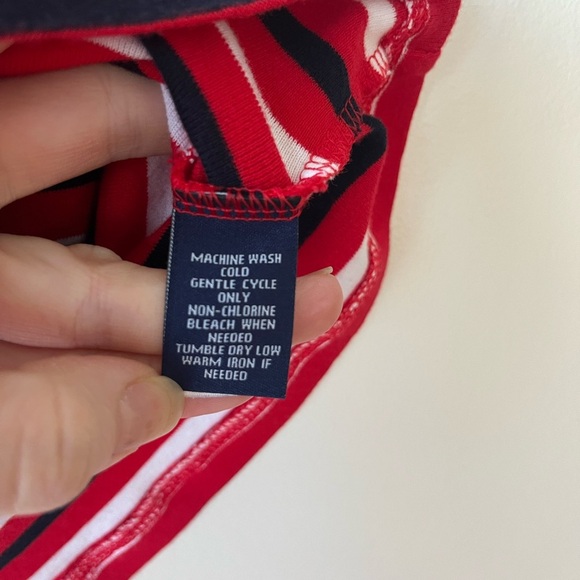 MACHINE WASH
COLD
GENTLE CYCLE
ONLY
NON-CHLORINE
BLEACH WHEN
NEEDED
TUMBLE DRY LOW
WARM IRON IF
NEEDED